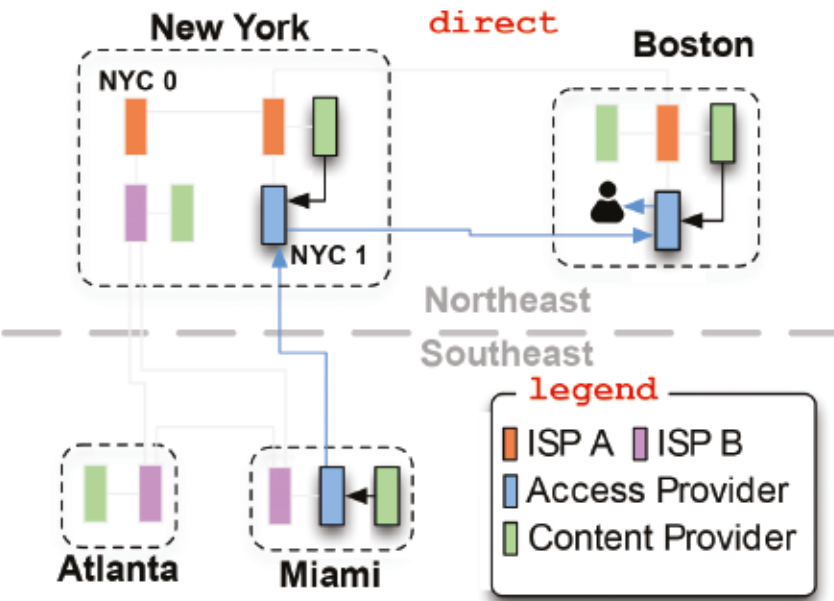 direct
New York
Boston
NYC 0
NYC 1
Northeast
Southeast
legend
ISP A
ISP B
Access Provider
Content Provider
Atlanta
Miami